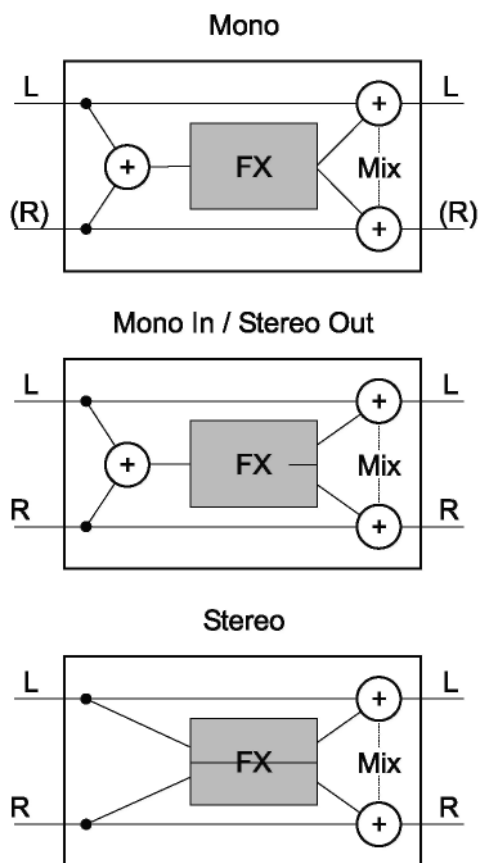 Mono
L L
+
+ FX Mix
(R) + (R)
Mono In / Stereo Out
L + L
+ FX Mix
R + R
Stereo
L + L
FX Mix
R + R